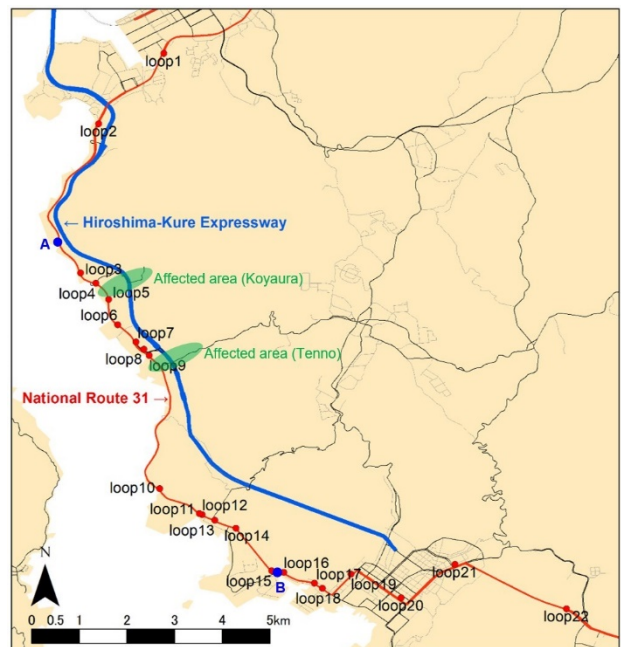 loop1
loop2
← Hiroshima-Kure Expressway
A
loop3
Affected area (Koyaura)
loop4
loop5
loop6
loop7
Affected area (Tenno)
loop8
loop9
National Route 31 →
loop10
loop11
loop12
loop13
loop14
loop15
loop16
B
loop17
loop18
loop19
loop20
loop21
loop22
N
0 0.5 1 2 3 4 5km